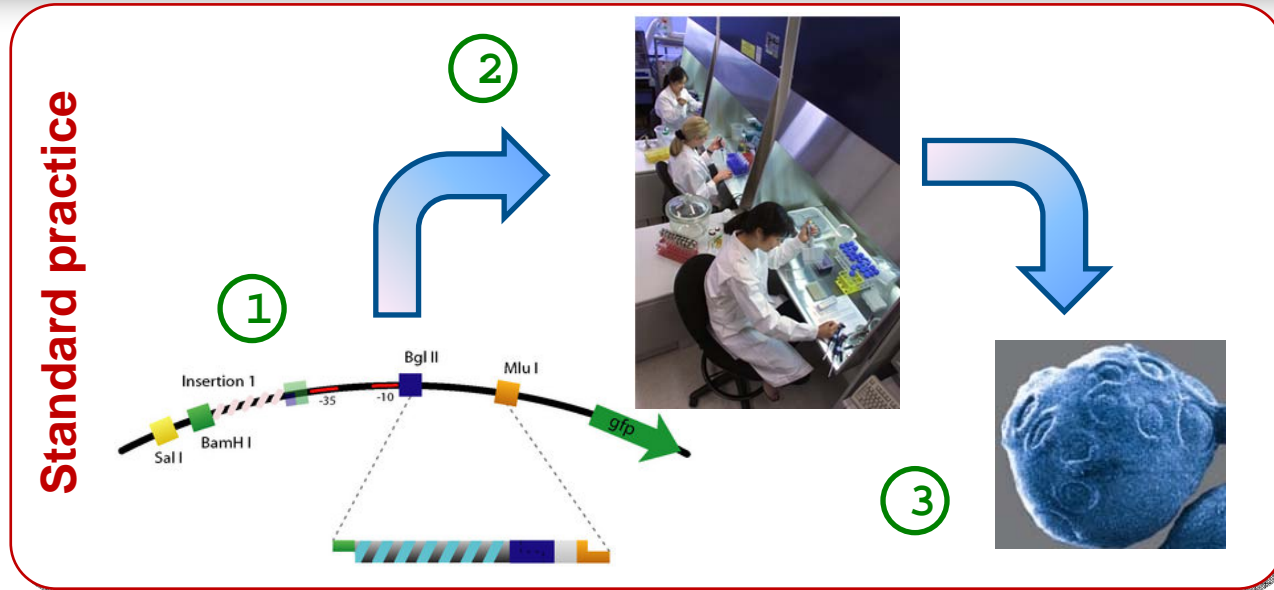 Standard practice
1
2
3
Insertion 1
-35
-10
Bgl II
Mlu I
gfp
Sal I
BamH I